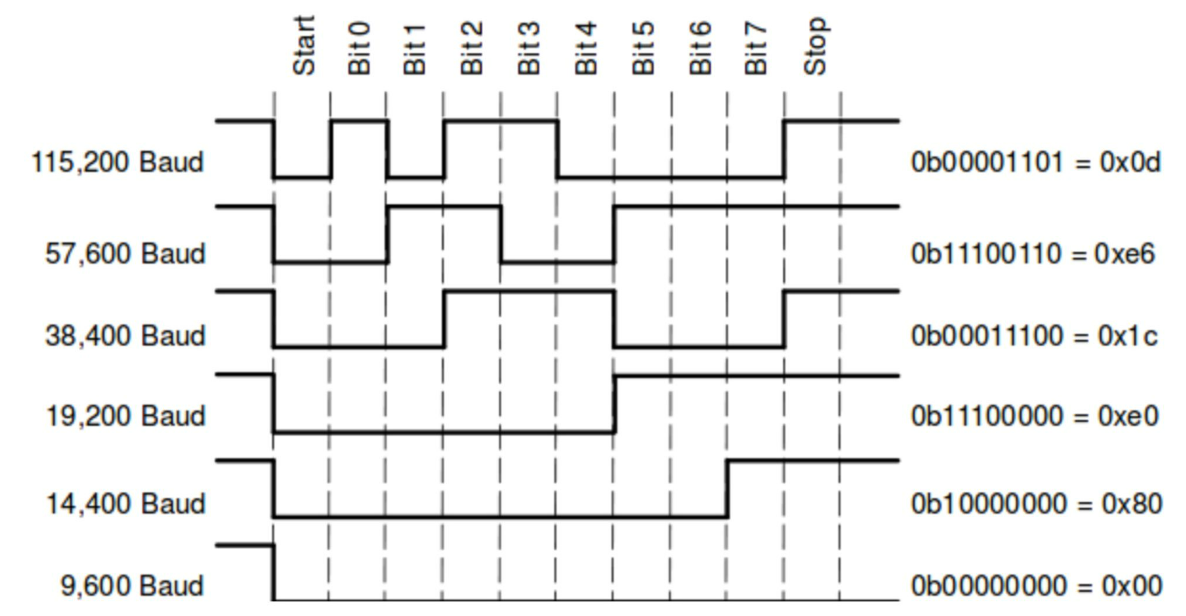 Start Bit 0 Bit 1 Bit 2 Bit 3 Bit 4 Bit 5 Bit 6 Bit 7 Stop
115,200 Baud 0b00001101 = 0x0d
57,600 Baud 0b11100110 = 0xe6
38,400 Baud 0b00011100 = 0x1c
19,200 Baud 0b11100000 = 0xe0
14,400 Baud 0b10000000 = 0x80
9,600 Baud 0b00000000 = 0x00